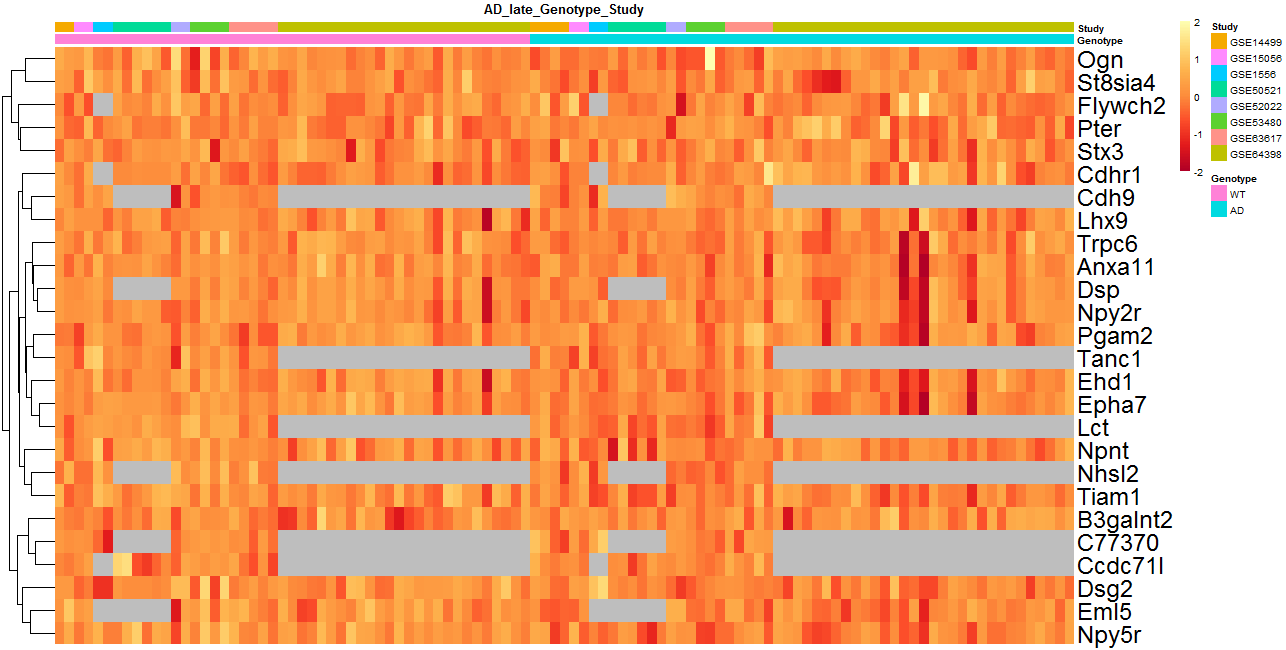 AD_late_Genotype_Study
Study
Genotype
Ogn
St8sia4
Flywch2
Pter
Stx3
Cdhr1
Cdh9
Lhx9
Trpc6
Anxa11
Dsp
Npy2r
Pgam2
Tanc1
Ehd1
Epha7
Lct
Npnt
Nhsl2
Tiam1
B3galnt2
C77370
Ccdc71l
Dsg2
Eml5
Npy5r
2
1
0
-1
-2
Study
GSE14499
GSE15056
GSE1556
GSE50521
GSE52022
GSE53480
GSE63617
GSE64398
Genotype
WT
AD